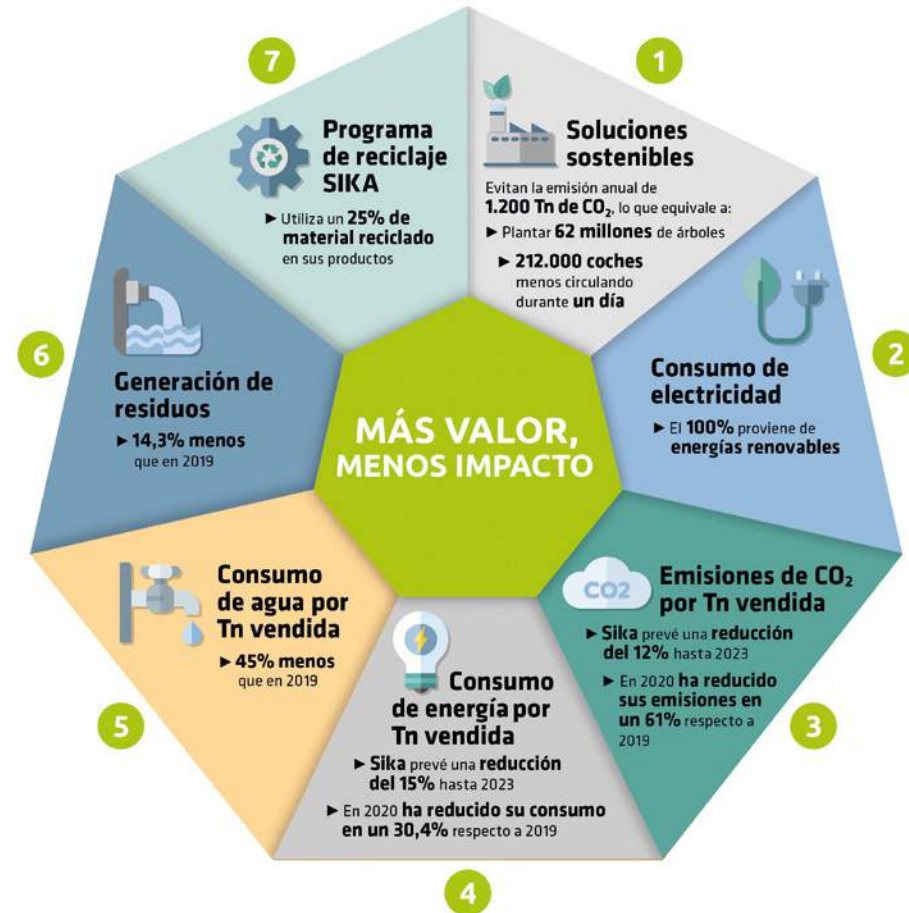 MÁS VALOR,
MENOS IMPACTO
1
Soluciones
sostenibles
Evitan la emisión anual de
1.200 Tn de CO₂, lo que equivale a:
► Plantar 62 millones de árboles
► 212.000 coches
menos circulando
durante un día
2
Consumo de
electricidad
► El 100% proviene de
energías renovables
3
CO2
Emisiones de CO₂
por Tn vendida
► Sika prevé una reducción
del 12% hasta 2023
► En 2020 ha reducido
sus emisiones en
un 61% respecto a
2019
4
Consumo
de energía por
Tn vendida
► Sika prevé una reducción
del 15% hasta 2023
► En 2020 ha reducido su consumo
en un 30,4% respecto a 2019
5
Consumo
de agua por
Tn vendida
► 45% menos
que en 2019
6
Generación de
residuos
► 14,3% menos
que en 2019
7
Programa
de reciclaje
SIKA
► Utiliza un 25% de
material reciclado
en sus productos